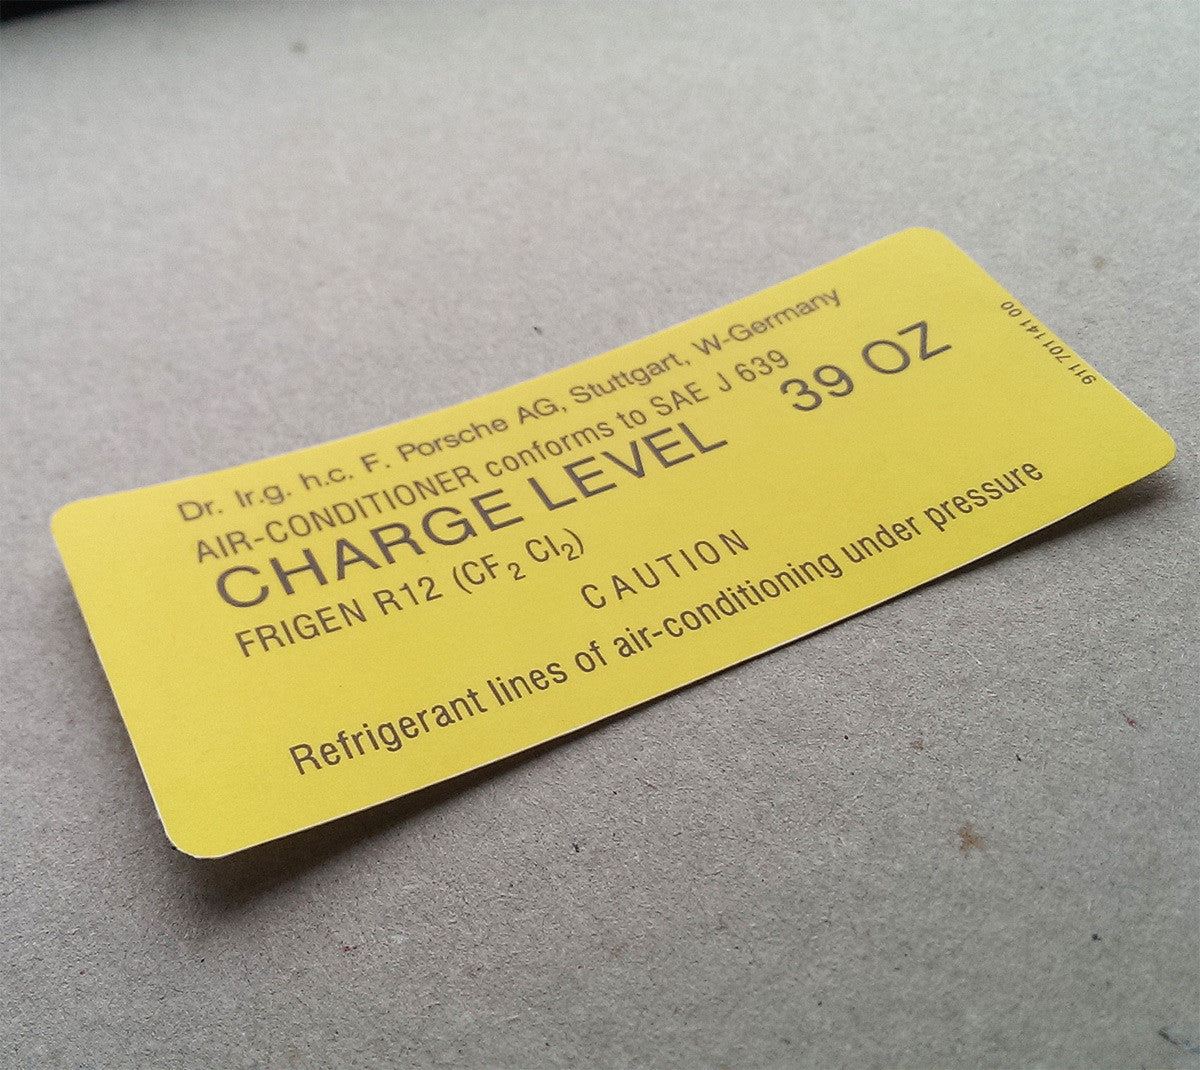 Dr. Ir.g. h.c. F. Porsche AG, Stuttgart, W-Germany
AIR-CONDITIONER conforms to SAE J 639
CHARGE LEVEL 39 OZ
FRIGEN R12 (CF₂ Cl₂)
CAUTION
Refrigerant lines of air-conditioning under pressure
911 701 141 00